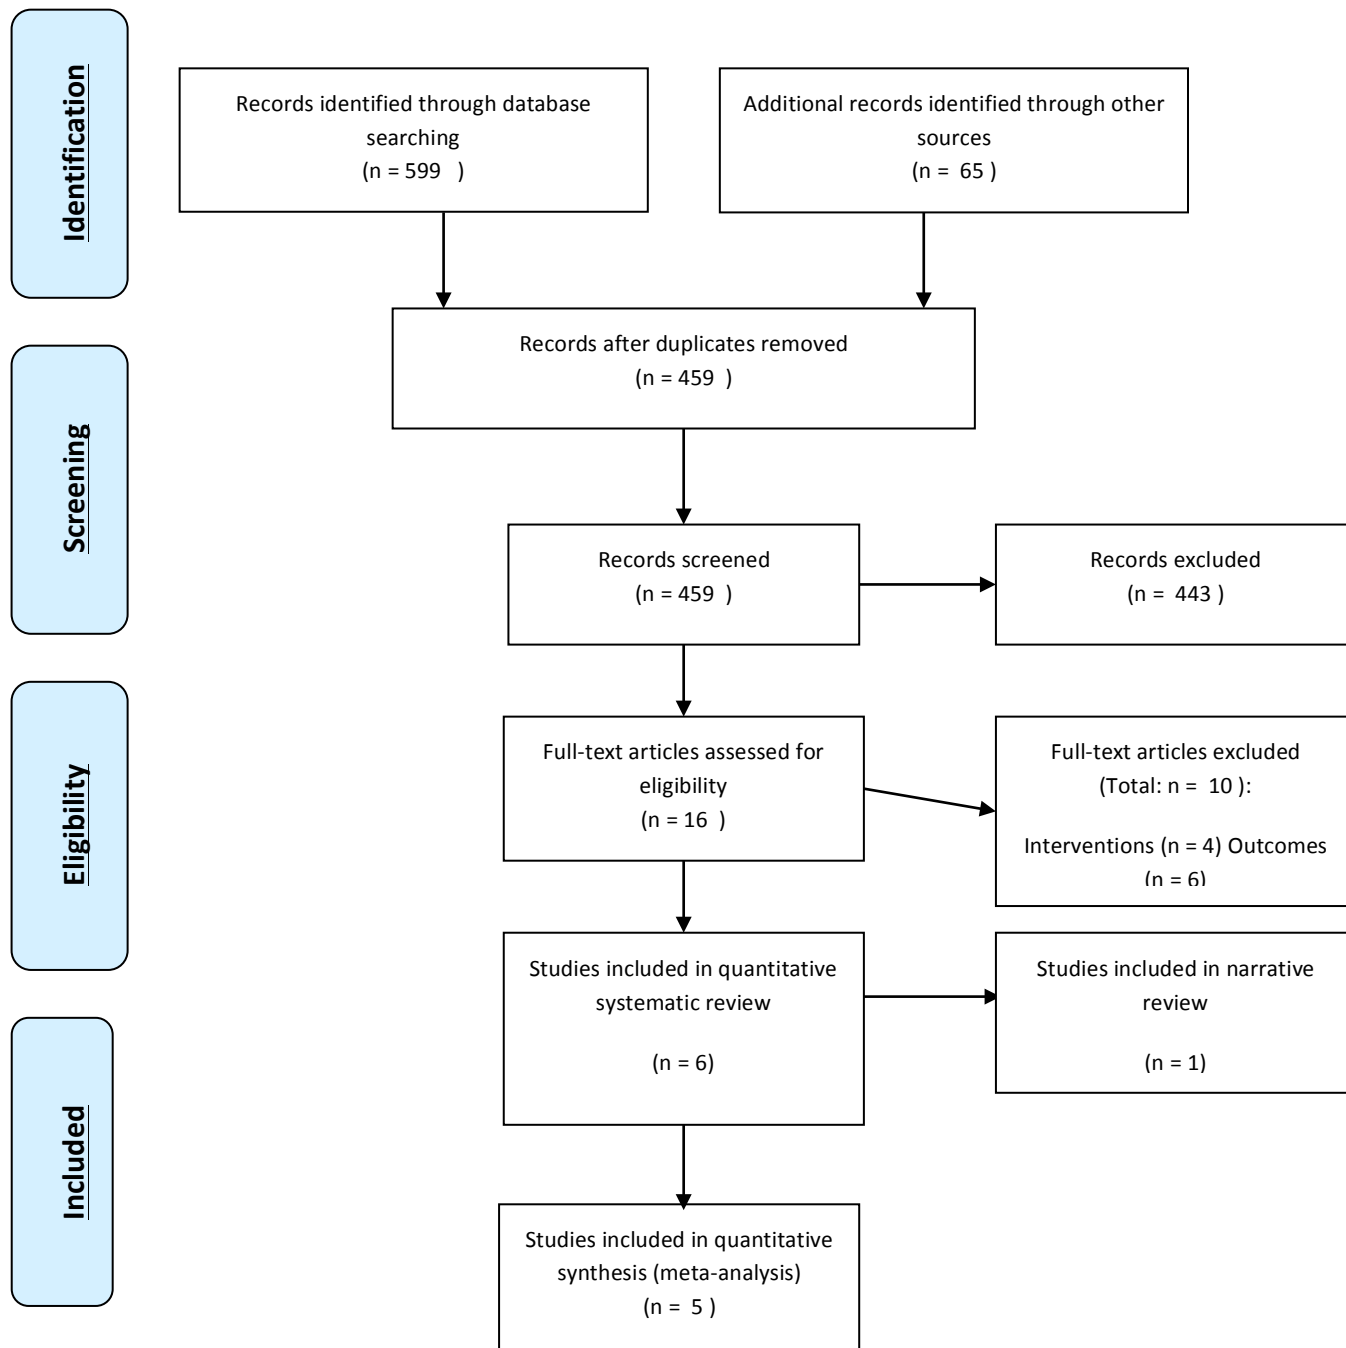 Identification
Records identified through database
searching
(n = 599   )
Additional records identified through other
sources
(n =  65 )
Records after duplicates removed
(n = 459  )
Screening
Records screened
(n = 459  )
Records excluded
(n =  443 )
Eligibility
Full-text articles assessed for
eligibility
(n = 16  )
Full-text articles excluded
(Total: n =  10 ):
Interventions (n = 4) Outcomes
(n = 6)
Studies included in quantitative
systematic review
(n = 6)
Studies included in narrative
review
(n = 1)
Included
Studies included in quantitative
synthesis (meta-analysis)
(n =  5 )